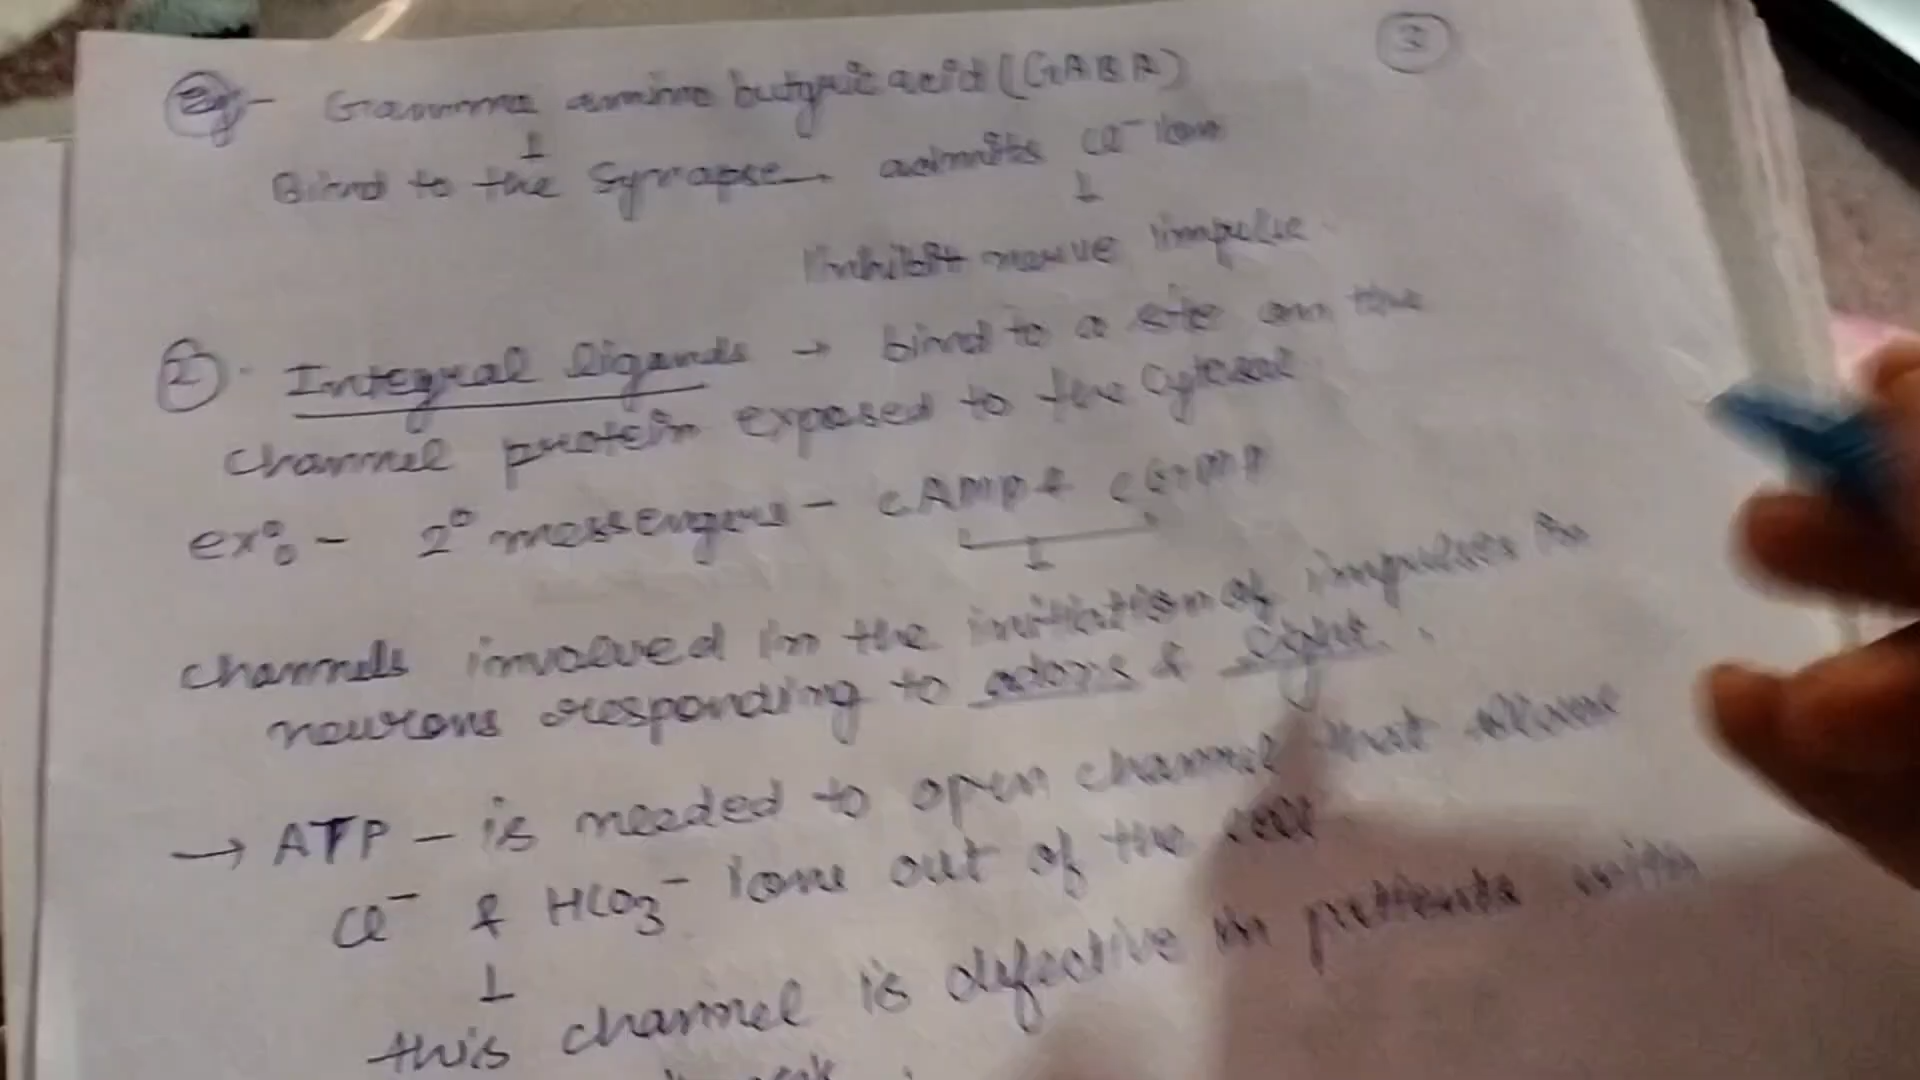 3
Eg - Gamma amino butyric acid (GABA)
Bind to the Synapse → admits Cl⁻ ion
inhibit nerve impulse
2. Integral ligands → bind to a site on the
channel protein exposed to the Cytosol
ex:- 2° messengers - cAMP & cGMP
channels involved in the initiation of impulses in
neurons responding to odors & light.
→ ATP - is needed to open channel that allow
Cl⁻ & HCO3⁻ ions out of the cell
this channel is defective in patients with